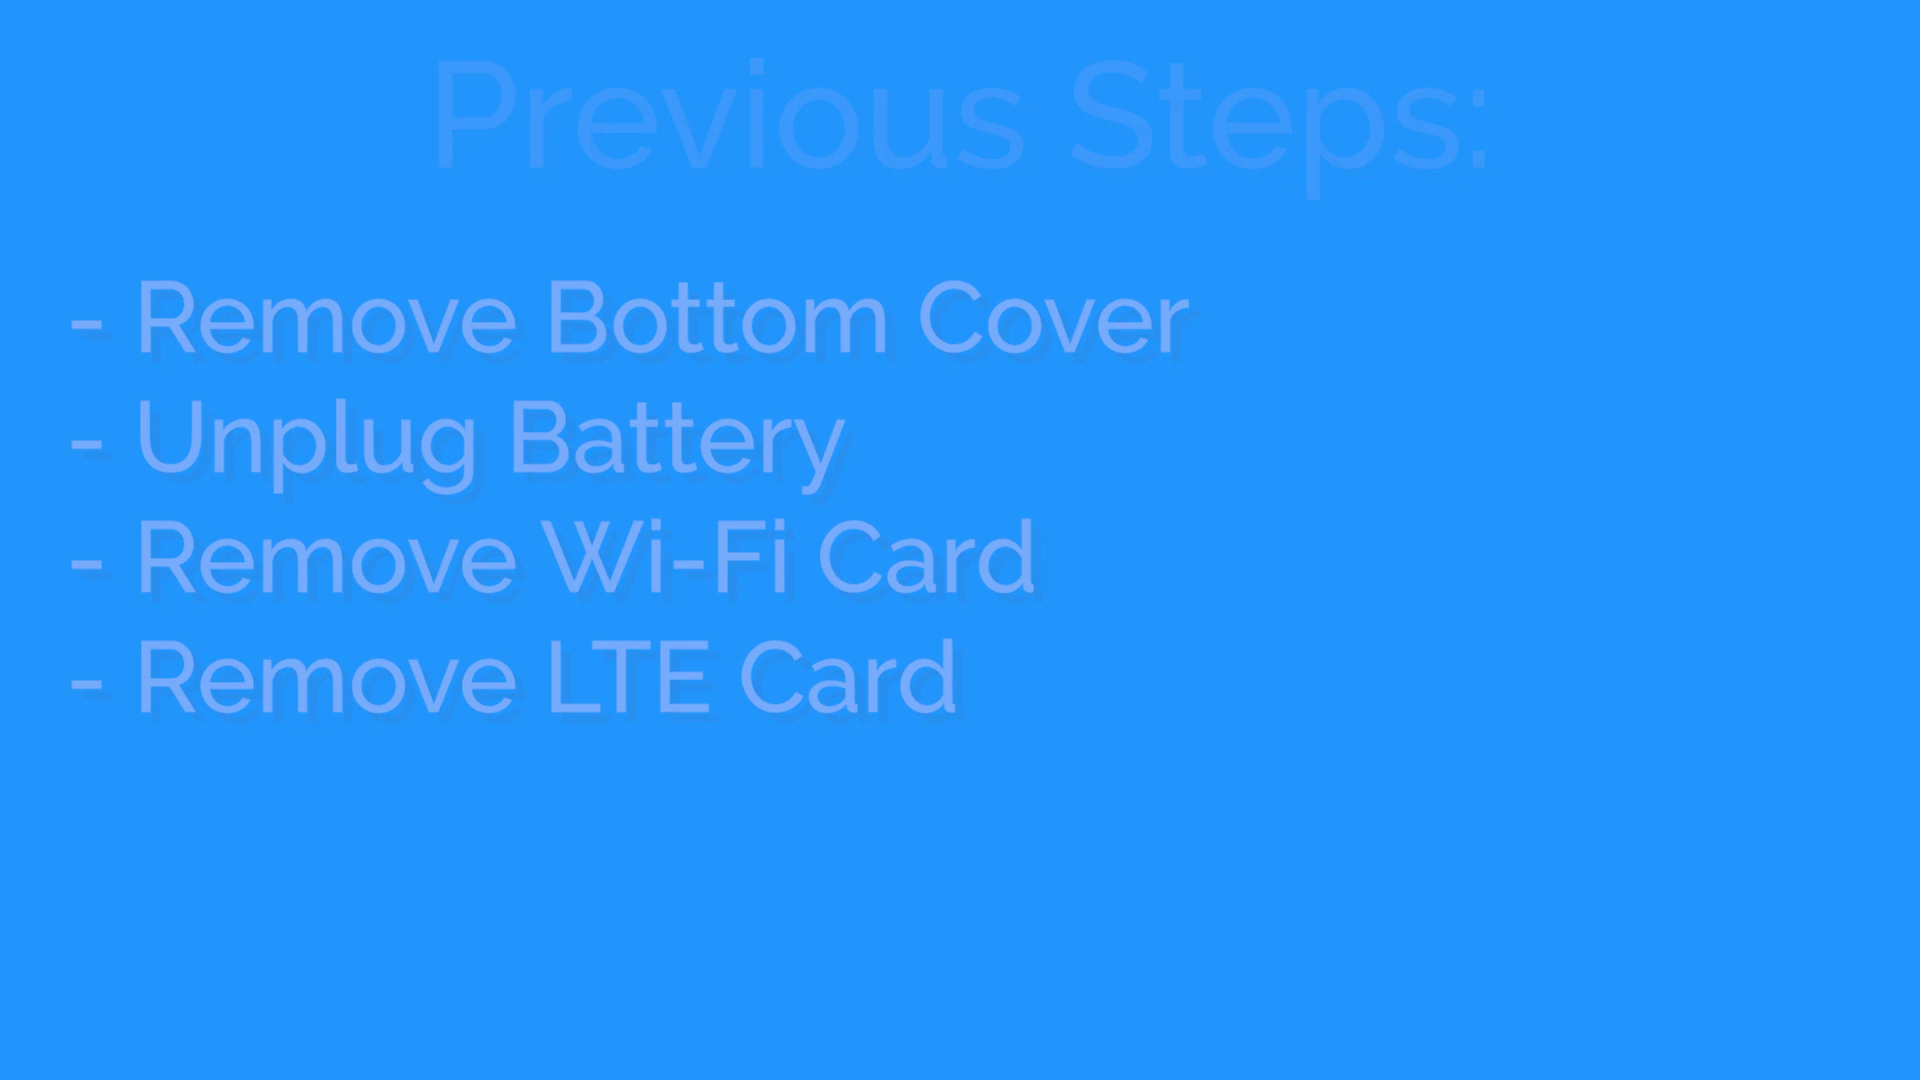 Previous Steps:
- Remove Bottom Cover
- Unplug Battery
- Remove Wi-Fi Card
- Remove LTE Card